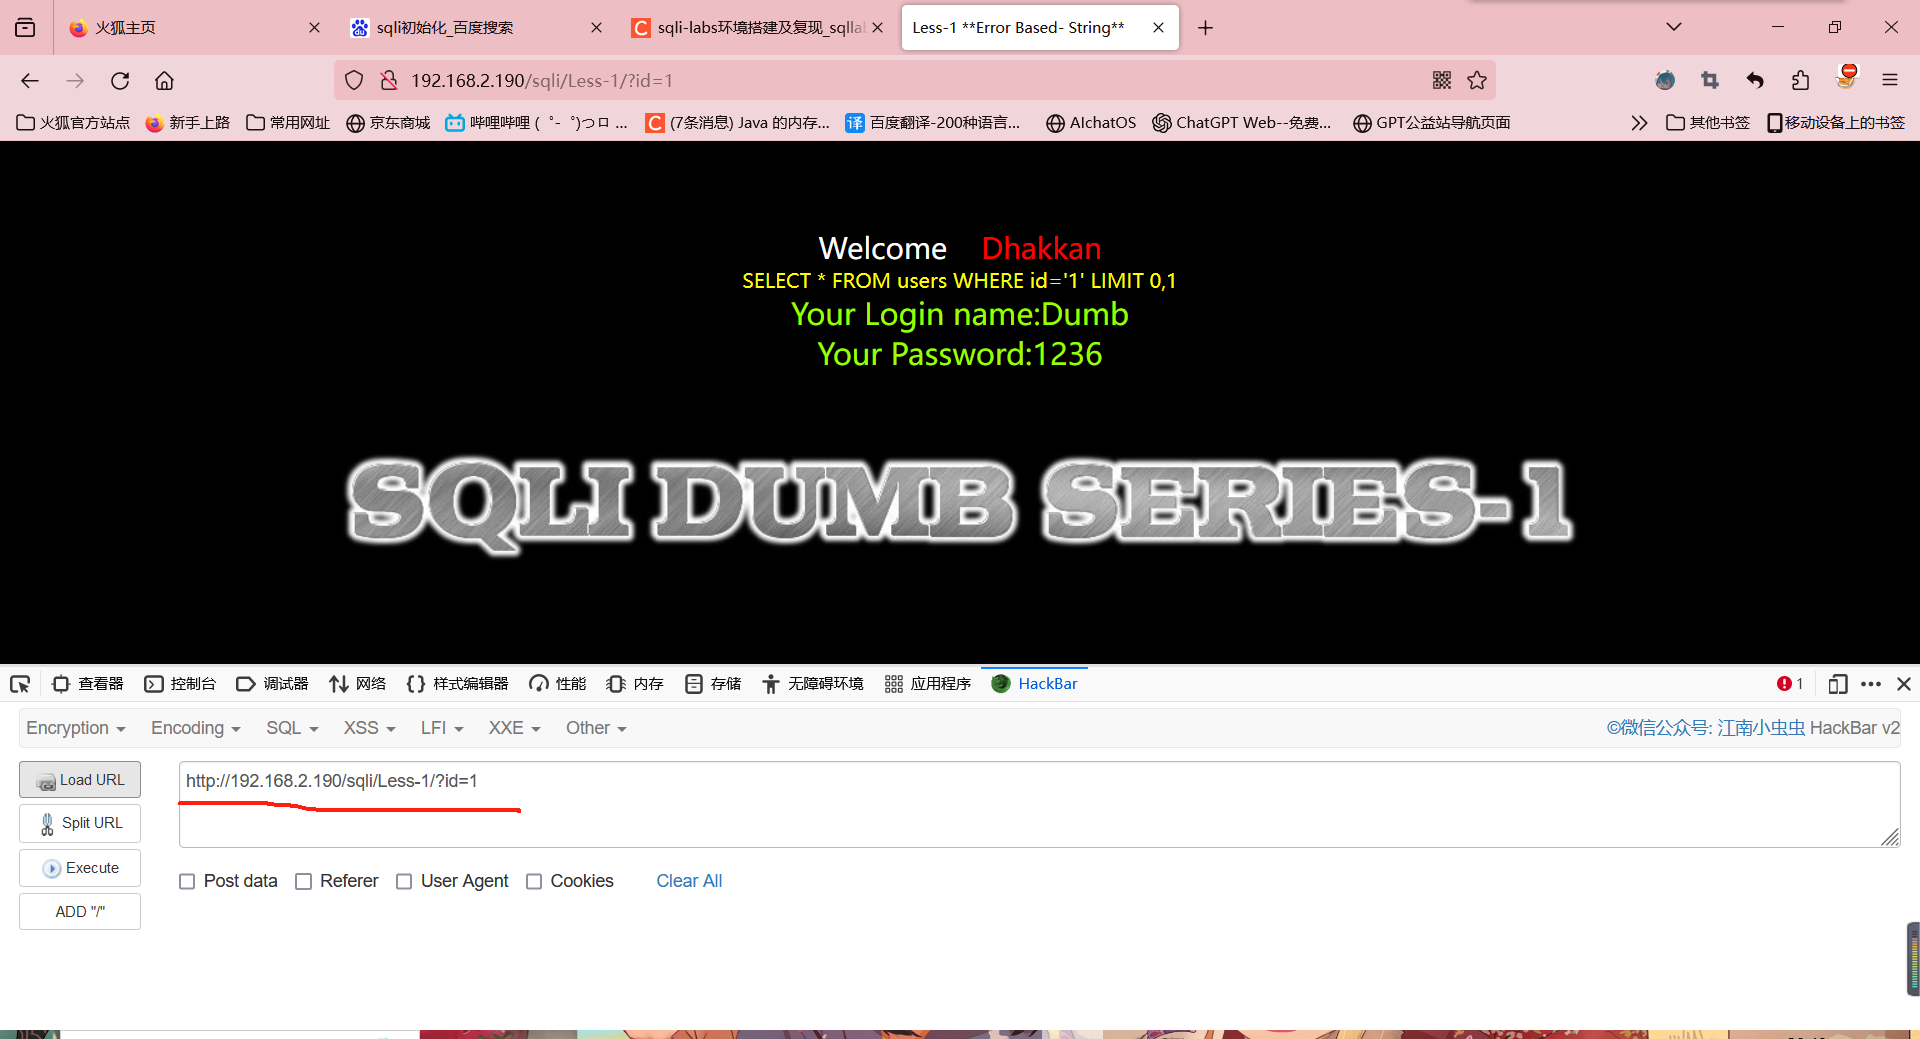 火狐主页
sqli初始化_百度搜索
sqli-labs环境搭建及复现_sqllab
Less-1 **Error Based- String**
192.168.2.190/sqli/Less-1/?id=1
火狐官方站点 新手上路 常用网址 京东商城 哔哩哔哩 ( ゜- ゜)つロ ... (7条消息) Java 的内存... 百度翻译-200种语言... AIchatOS ChatGPT Web--免费... GPT公益站导航页面 其他书签 移动设备上的书签
Welcome Dhakkan
SELECT * FROM users WHERE id='1' LIMIT 0,1
Your Login name:Dumb
Your Password:1236
SQLI DUMB SERIES-1
查看器 控制台 调试器 网络 样式编辑器 性能 内存 存储 无障碍环境 应用程序 HackBar 1
Encryption Encoding SQL XSS LFI XXE Other ©微信公众号: 江南小虫虫 HackBar v2
Load URL
http://192.168.2.190/sqli/Less-1/?id=1
Split URL
Execute
Post data Referer User Agent Cookies Clear All
ADD "/"